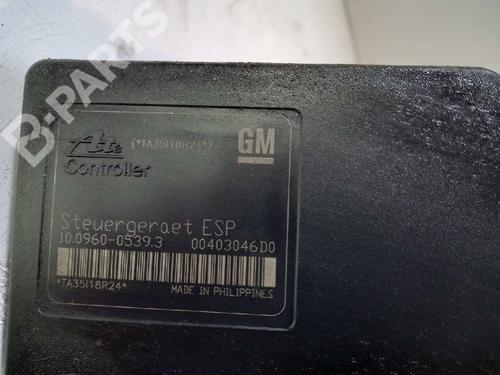 B-PARTS
Ate
(*TA35I18R24*)
GM
Controller
Steuergeraet ESP
10.0960-0539.3 00403046D0
*TA35I18R24*
MADE IN PHILIPPINES